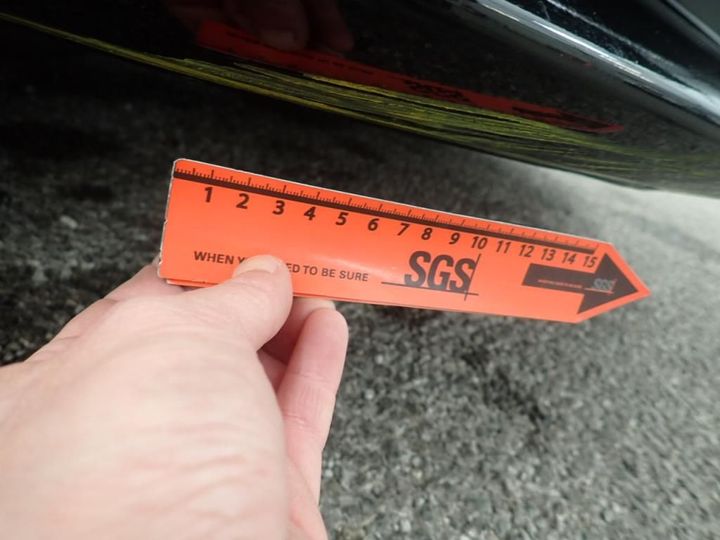 1 2 3 4 5 6 7 8 9 10 11 12 13 14 15
WHEN ED TO BE SURE
SGS
SGS